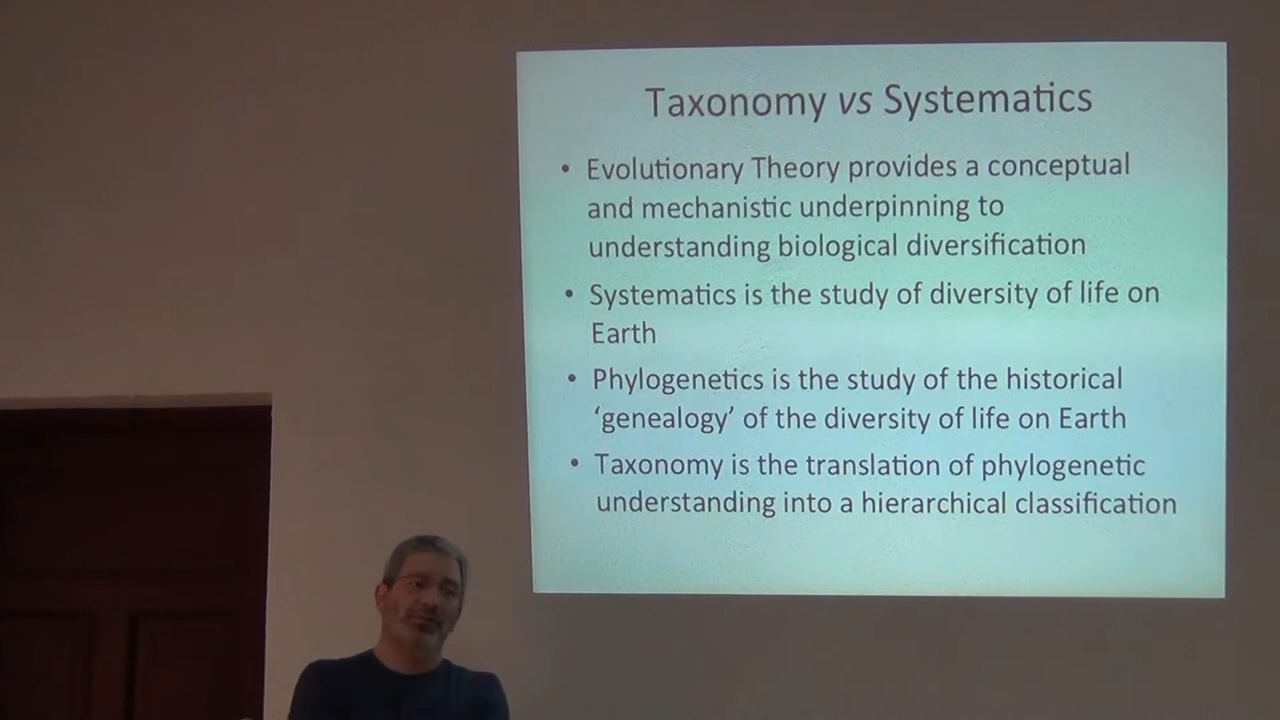 Taxonomy vs Systematics
• Evolutionary Theory provides a conceptual
and mechanistic underpinning to
understanding biological diversification
• Systematics is the study of diversity of life on
Earth
• Phylogenetics is the study of the historical
‘genealogy’ of the diversity of life on Earth
• Taxonomy is the translation of phylogenetic
understanding into a hierarchical classification